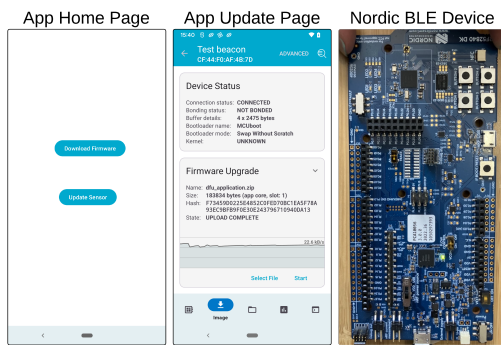 App Home Page
App Update Page
Nordic BLE Device
Download Firmware
Update Sensor
15:40
Test beacon
CF:44:F0:AF:4B:7D
ADVANCED
Device Status
Connection status: CONNECTED
Bonding status: NOT BONDED
Buffer details: 4 x 2475 bytes
Bootloader name: MCUboot
Bootloader mode: Swap Without Scratch
Kernel: UNKNOWN
Firmware Upgrade
Name: dfu_application.zip
Size: 183834 bytes (app core, slot: 1)
Hash: F73459D0225E4852C0FED70BC1EA5F78A
93EC9BFB9F0E30E243796710940DA13
State: UPLOAD COMPLETE
22.6 kB/s
Select File
Start
Image
NORDIC